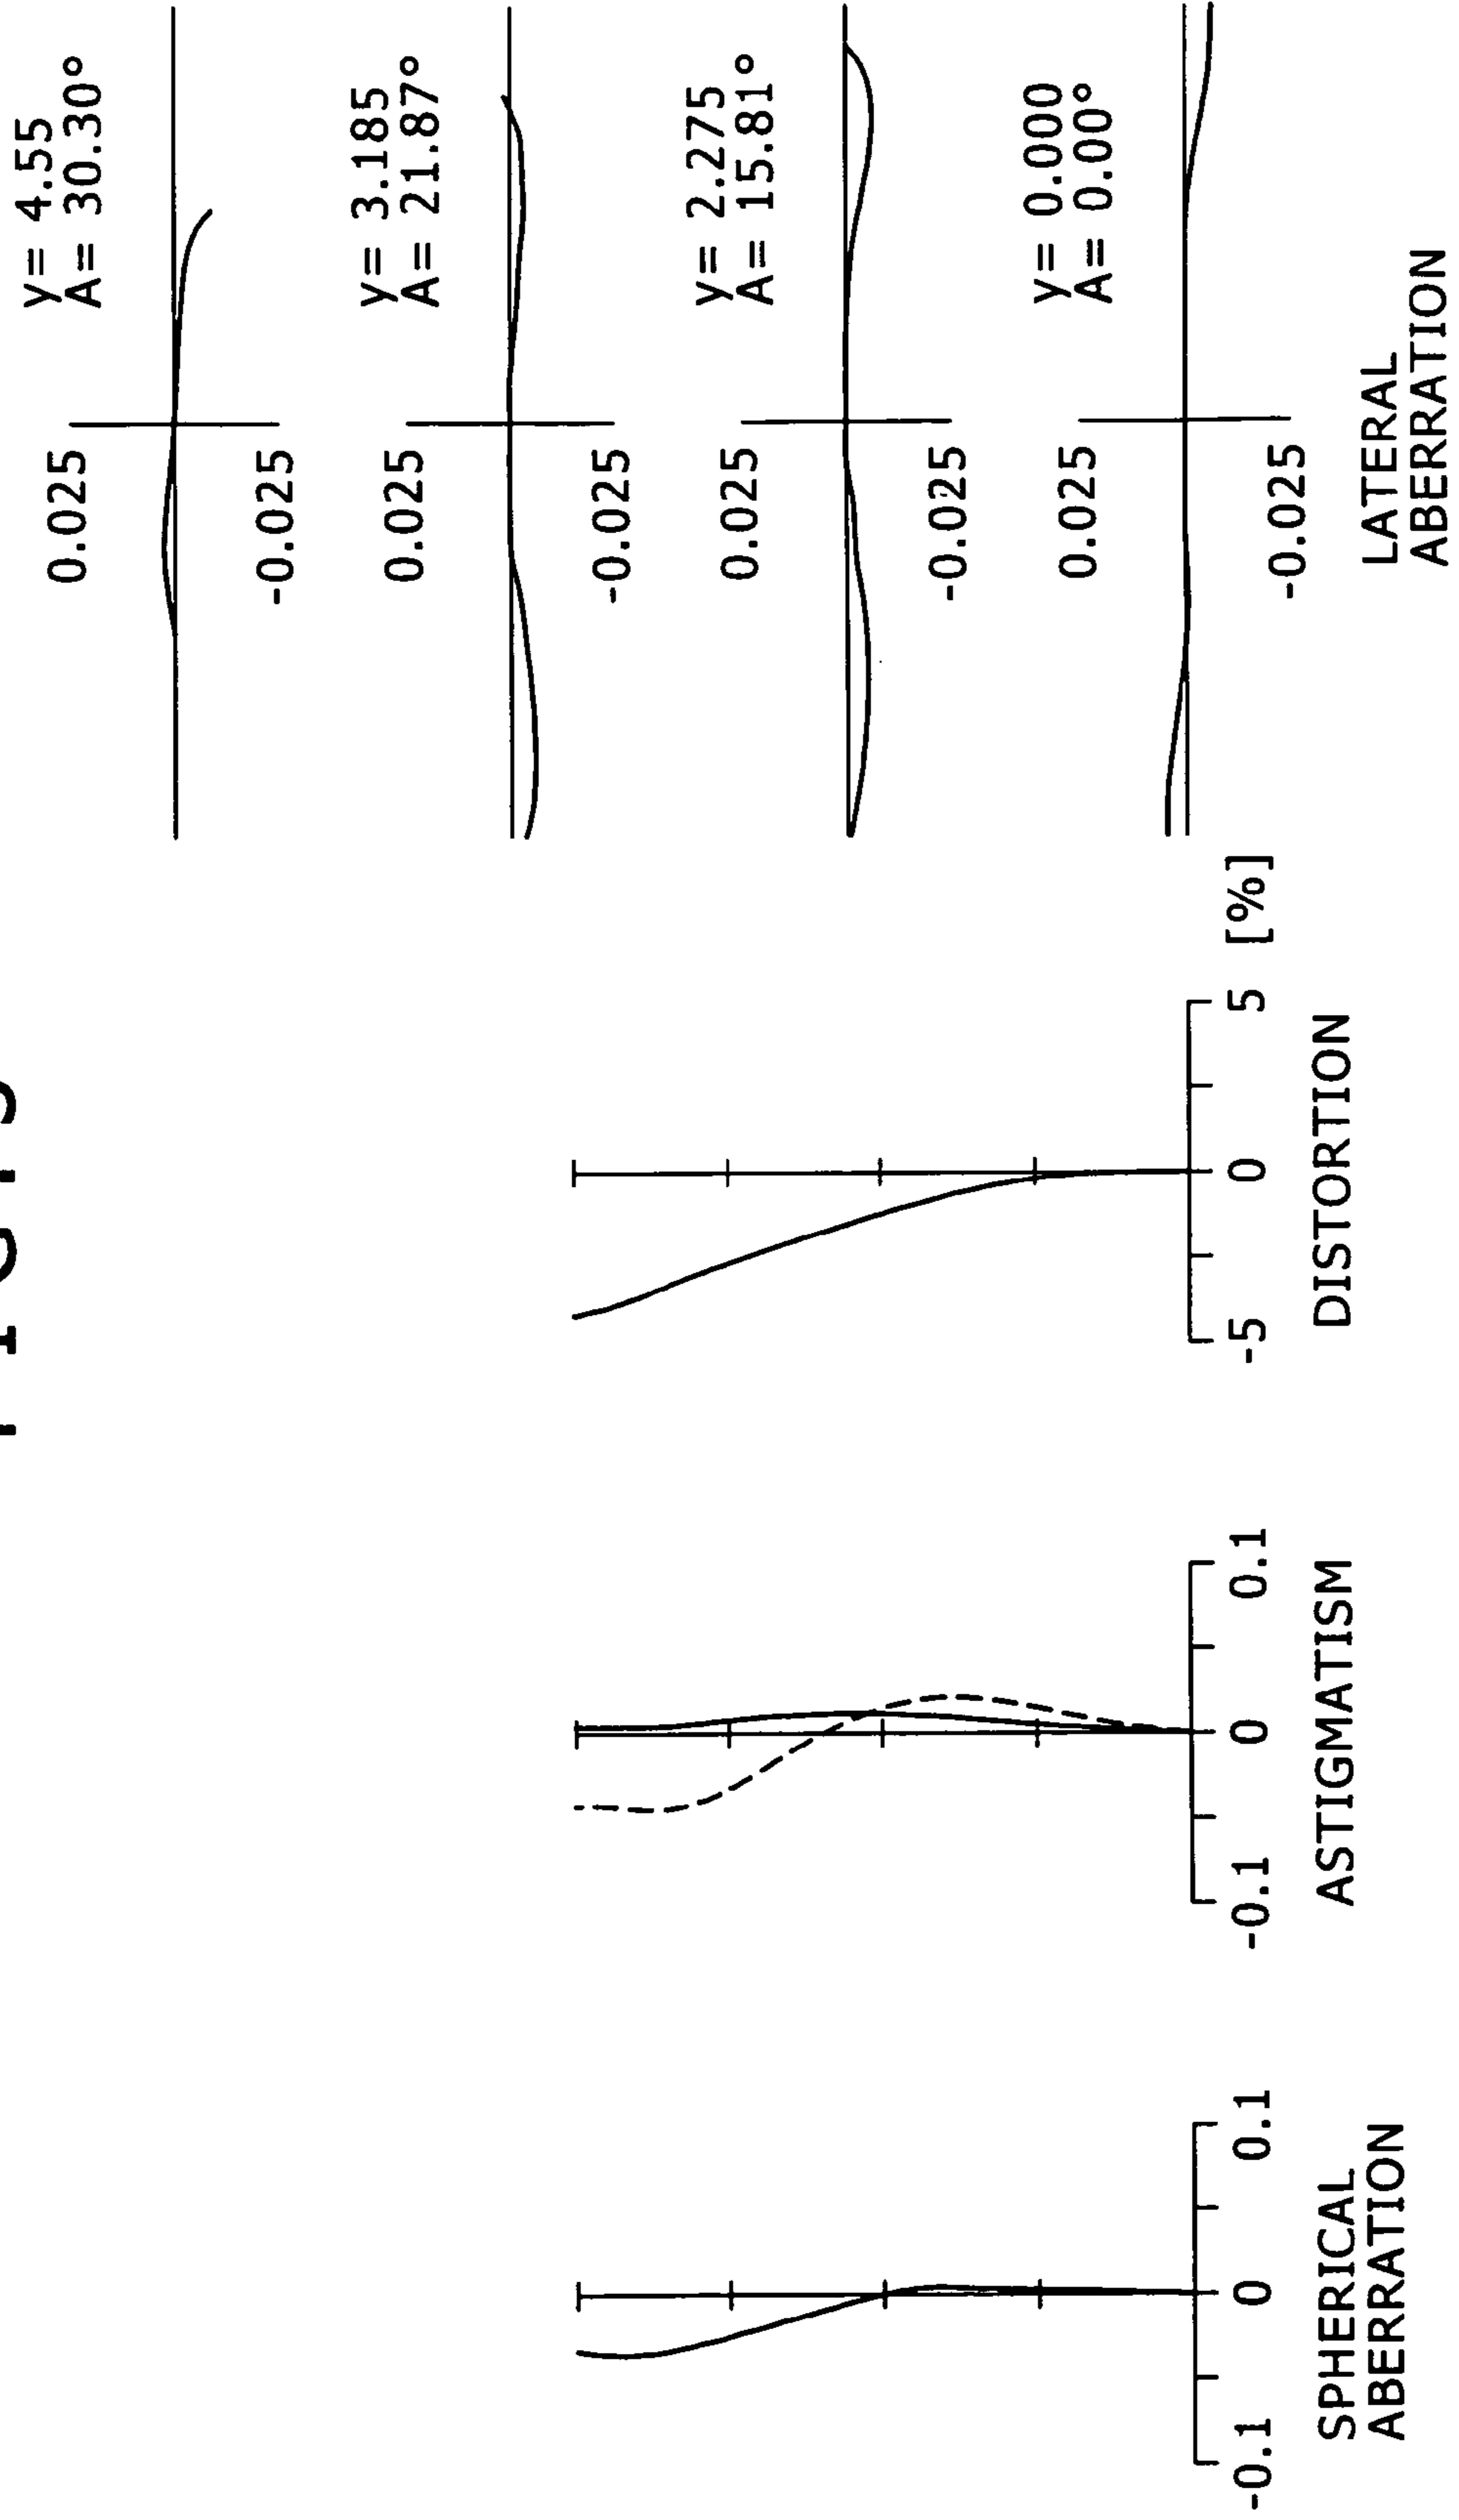 -0.1
0
0.1
SPHERICAL
ABERRATION
-0.1
0
0.1
ASTIGMATISM
-5
0
5
[%]
DISTORTION
y= 4.55
A= 30.30°
0.025
-0.025
y= 3.185
A= 21.87°
0.025
-0.025
y= 2.275
A= 15.81°
0.025
-0.025
y= 0.000
A= 0.00°
0.025
-0.025
LATERAL
ABERRATION